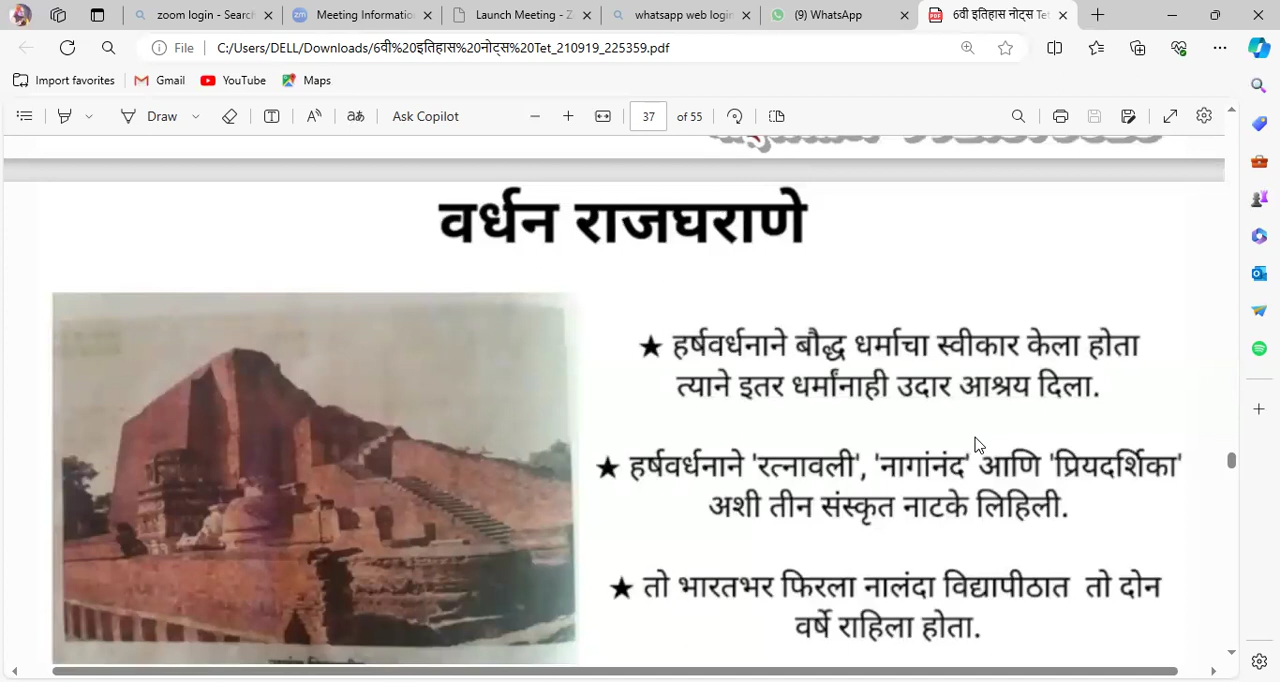 zoom login - Searc
Meeting Informatio
Launch Meeting - Z
whatsapp web login
(9) WhatsApp
6वी इतिहास नोट्स Tet
File
C:/Users/DELL/Downloads/6वी%20इतिहास%20नोट्स%20Tet_210919_225359.pdf
Import favorites
Gmail
YouTube
Maps
Draw
Ask Copilot
37 of 55
वर्धन राजघराणे
★ हर्षवर्धनाने बौद्ध धर्माचा स्वीकार केला होता
त्याने इतर धर्मांनाही उदार आश्रय दिला.
★ हर्षवर्धनाने 'रत्नावली', 'नागांनंद' आणि 'प्रियदर्शिका'
अशी तीन संस्कृत नाटके लिहिली.
★ तो भारतभर फिरला नालंदा विद्यापीठात तो दोन
वर्षे राहिला होता.